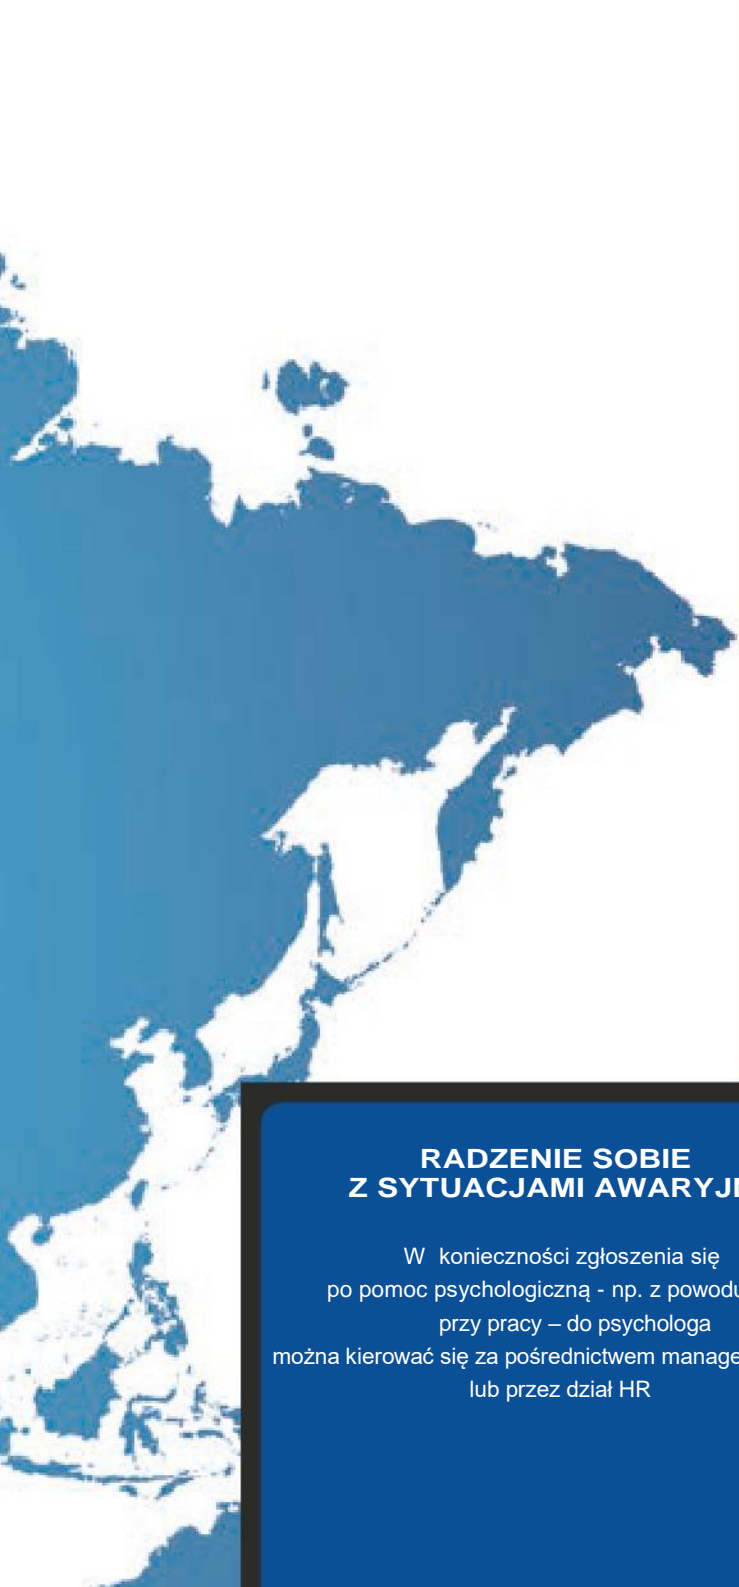 RADZENIE SOBIE
Z SYTUACJAMI
W konieczności zgłoszenia się
po pomoc psychologiczną - np. z powodu
przy pracy – do psychologa
można kierować się za pośrednictwem
lub przez dział HR